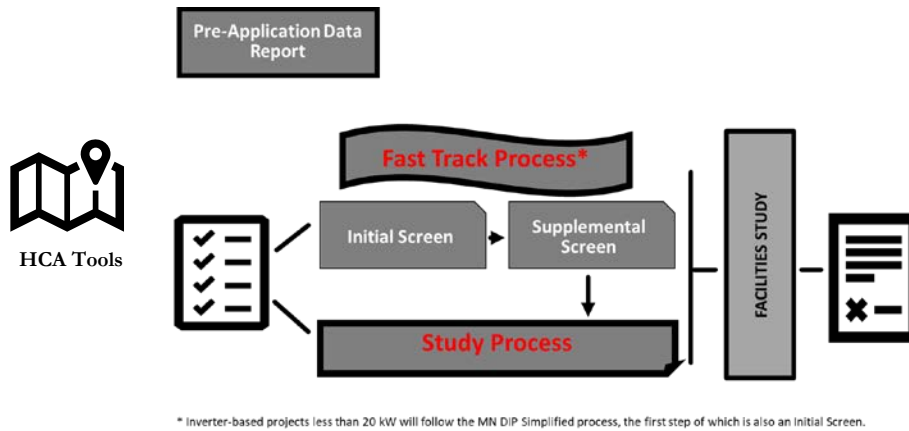 Pre-Application Data
Report
Fast Track Process*
HCA Tools
Initial Screen
Supplemental
Screen
Study Process
FACILITIES STUDY
* Inverter-based projects less than 20 kW will follow the MN DIP Simplified process, the first step of which is also an Initial Screen.